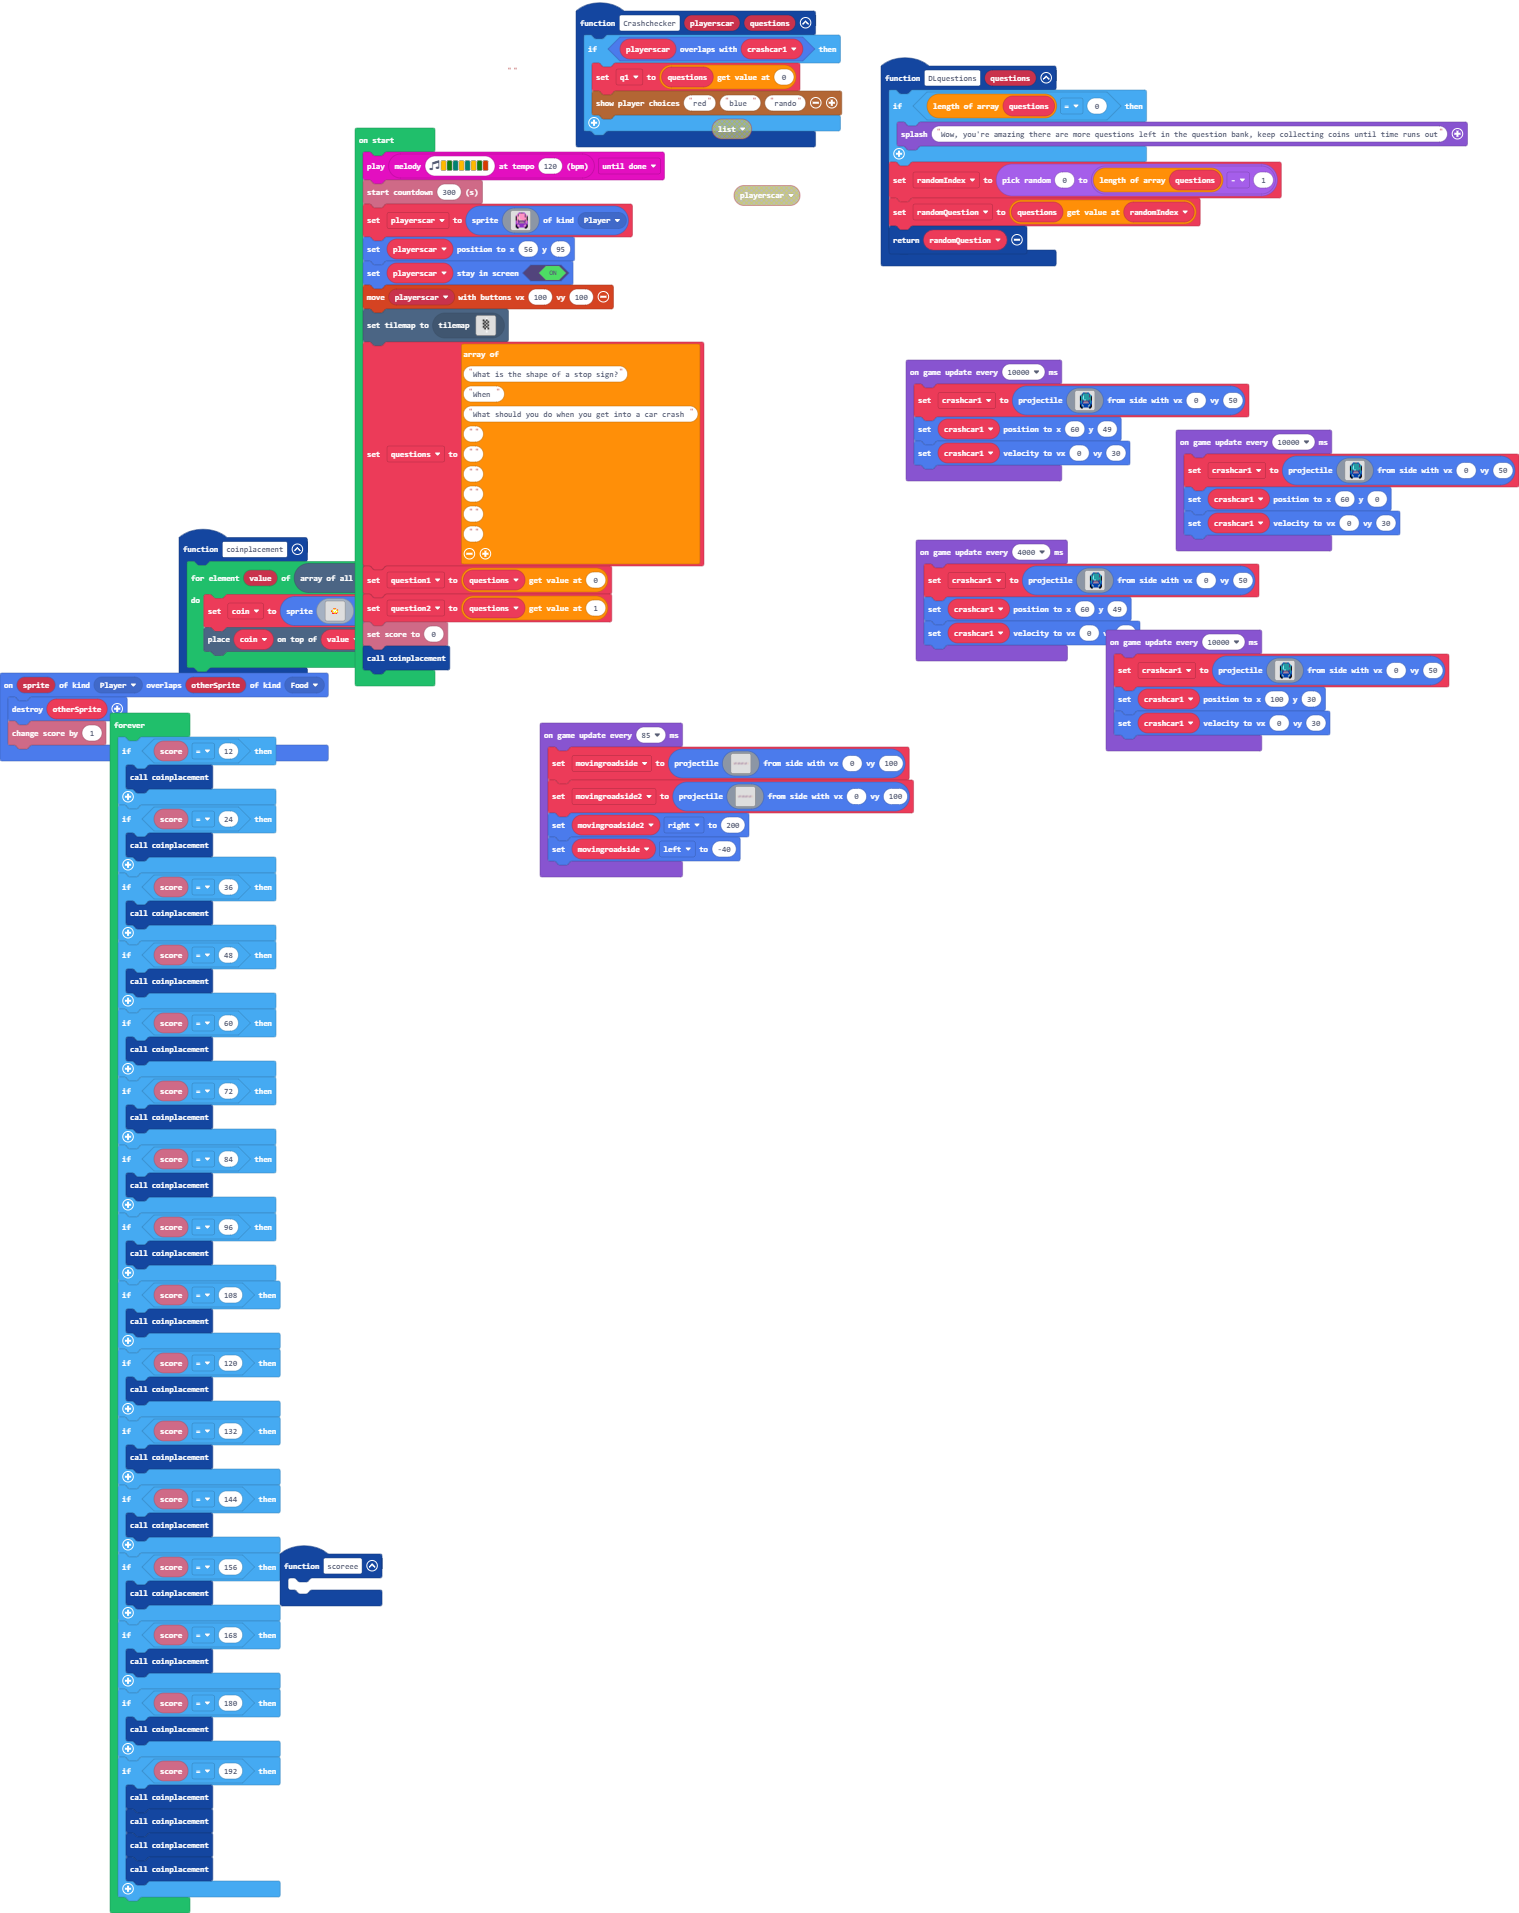 function Crashchecker playerscar questions
if playerscar overlaps with crashcar1 then
set q1 to questions get value at 0
show player choices "red" "blue" "rando"
list
" "
playerscar
function DLquestions questions
if length of array questions = 0 then
splash "Wow, you're amazing there are more questions left in the question bank, keep collecting coins until time runs out"
set randomIndex to pick random 0 to length of array questions - 1
set randomQuestion to questions get value at randomIndex
return randomQuestion
on start
play melody at tempo 120 (bpm) until done
start countdown 300 (s)
set playerscar to sprite of kind Player
set playerscar position to x 56 y 95
set playerscar stay in screen ON
move playerscar with buttons vx 100 vy 100
set tilemap to tilemap
set questions to array of
"What is the shape of a stop sign?"
"When "
"What should you do when you get into a car crash "
" "
" "
" "
" "
" "
" "
set question1 to questions get value at 0
set question2 to questions get value at 1
set score to 0
call coinplacement
function coinplacement
for element value of array of all
do
set coin to sprite
place coin on top of value
on sprite of kind Player overlaps otherSprite of kind Food
destroy otherSprite
change score by 1
on game update every 10000 ms
set crashcar1 to projectile from side with vx 0 vy 50
set crashcar1 position to x 60 y 49
set crashcar1 velocity to vx 0 vy 30
on game update every 10000 ms
set crashcar1 to projectile from side with vx 0 vy 50
set crashcar1 position to x 60 y 0
set crashcar1 velocity to vx 0 vy 30
on game update every 4000 ms
set crashcar1 to projectile from side with vx 0 vy 50
set crashcar1 position to x 60 y 49
set crashcar1 velocity to vx 0
on game update every 10000 ms
set crashcar1 to projectile from side with vx 0 vy 50
set crashcar1 position to x 100 y 30
set crashcar1 velocity to vx 0 vy 30
on game update every 85 ms
set movingroadside to projectile from side with vx 0 vy 100
set movingroadside2 to projectile from side with vx 0 vy 100
set movingroadside2 right to 200
set movingroadside left to -40
forever
if score = 12 then
call coinplacement
if score = 24 then
call coinplacement
if score = 36 then
call coinplacement
if score = 48 then
call coinplacement
if score = 60 then
call coinplacement
if score = 72 then
call coinplacement
if score = 84 then
call coinplacement
if score = 96 then
call coinplacement
if score = 108 then
call coinplacement
if score = 120 then
call coinplacement
if score = 132 then
call coinplacement
if score = 144 then
call coinplacement
if score = 156 then
call coinplacement
if score = 168 then
call coinplacement
if score = 180 then
call coinplacement
if score = 192 then
call coinplacement
call coinplacement
call coinplacement
call coinplacement
function scoreee